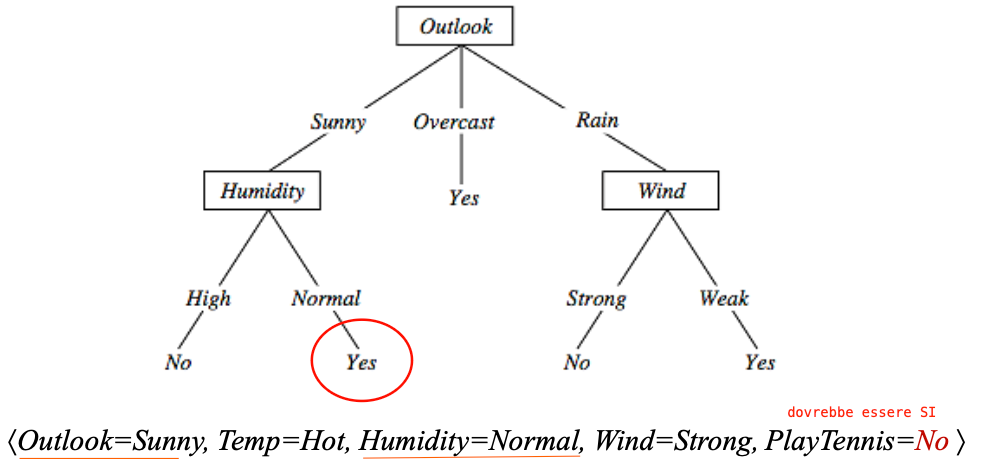 Outlook
Sunny Overcast Rain
Humidity Yes Wind
High Normal Strong Weak
No Yes No Yes
dovrebbe essere SI
⟨Outlook=Sunny, Temp=Hot, Humidity=Normal, Wind=Strong, PlayTennis=No ⟩